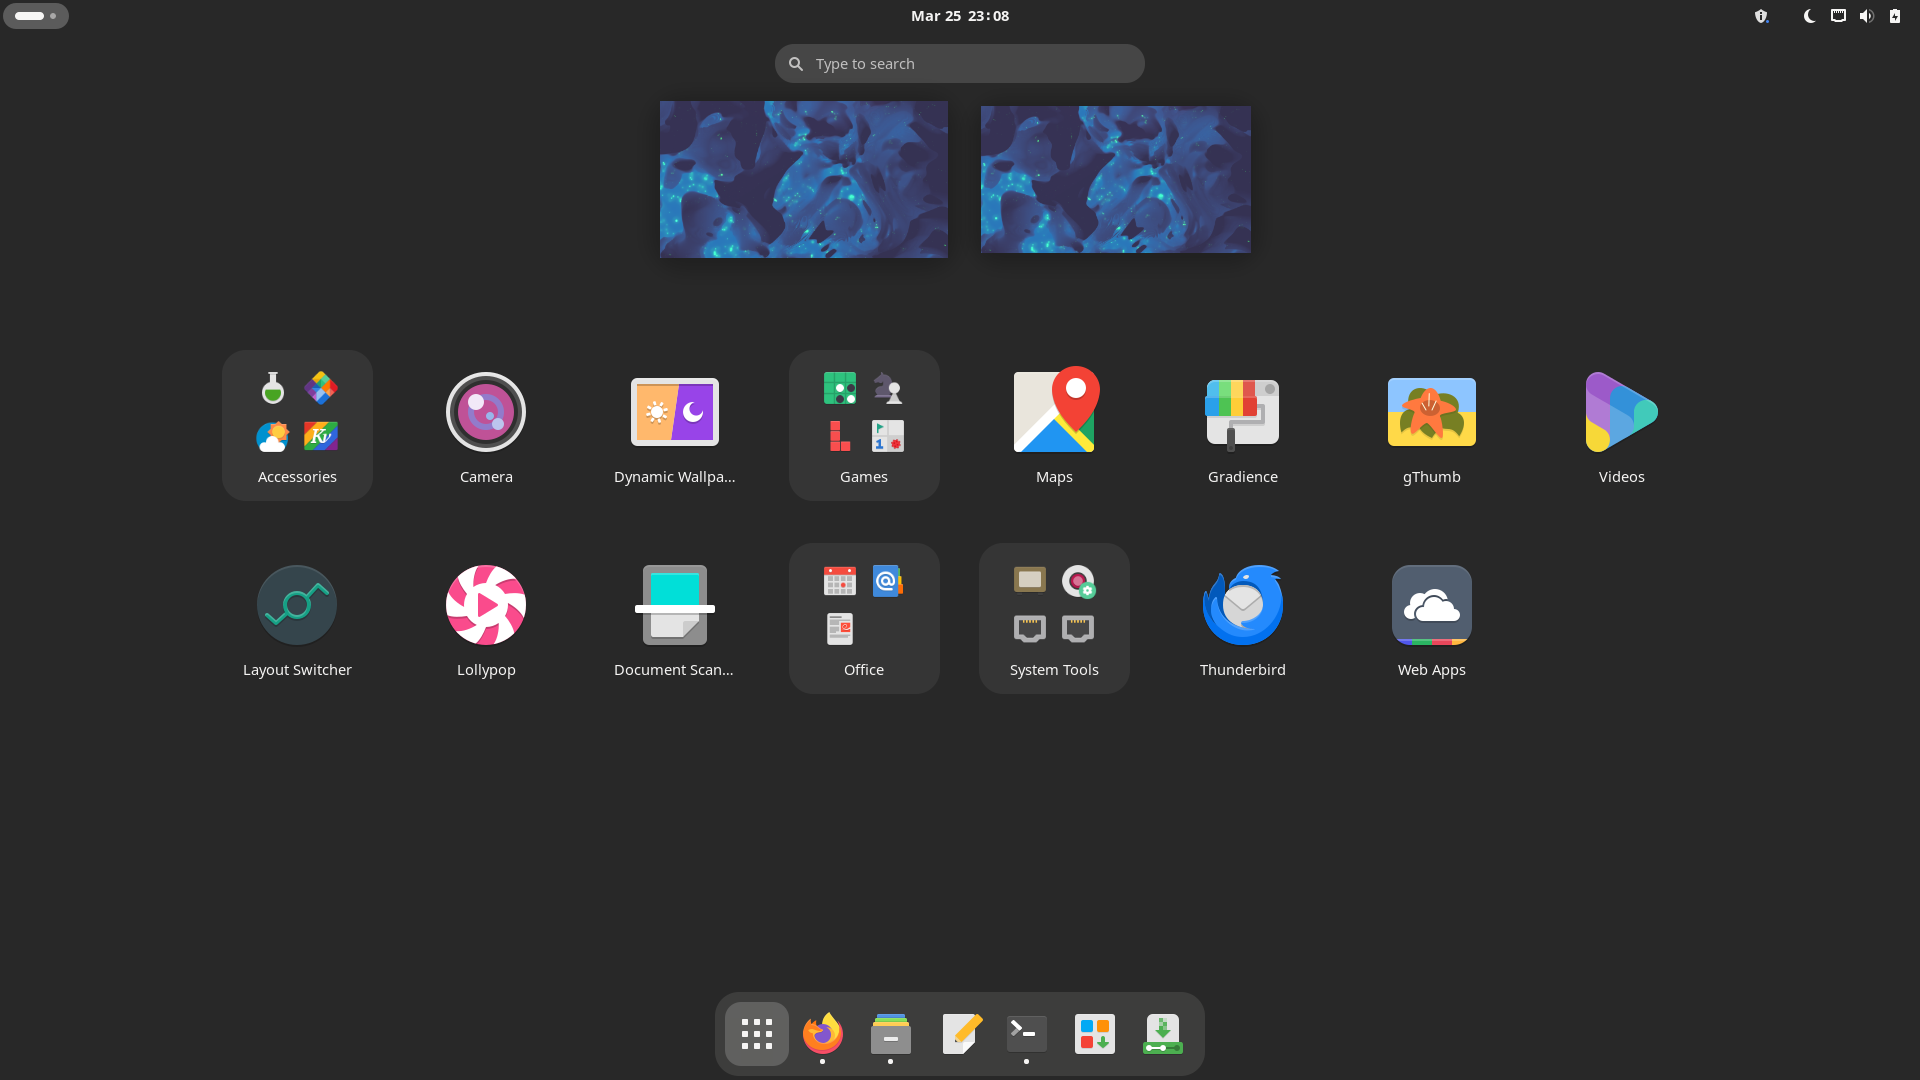 Mar 25 23:08
Type to search
Accessories
Camera
Dynamic Wallpa...
Games
Maps
Gradience
gThumb
Videos
Layout Switcher
Lollypop
Document Scan...
Office
System Tools
Thunderbird
Web Apps